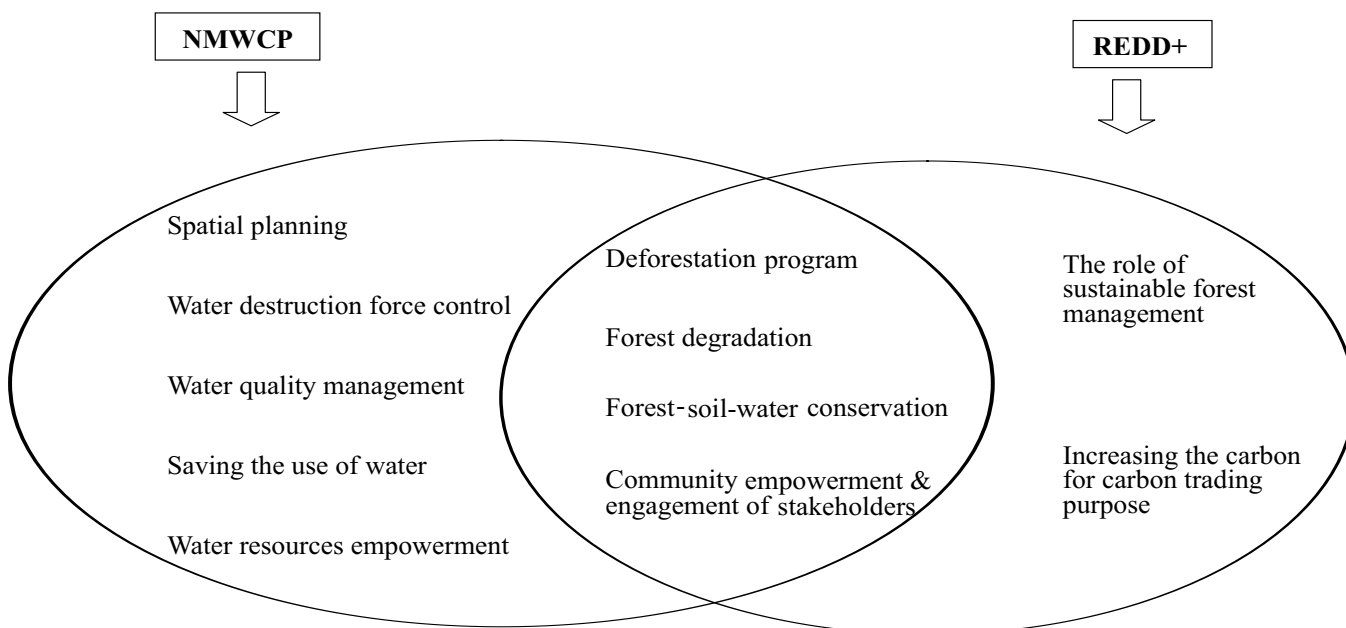 NMWCP
REDD+
Spatial planning
Water destruction force control
Water quality management
Saving the use of water
Water resources empowerment
Deforestation program
Forest degradation
Forest-soil-water conservation
Community empowerment &
engagement of stakeholders
The role of
sustainable forest
management
Increasing the carbon
for carbon trading
purpose